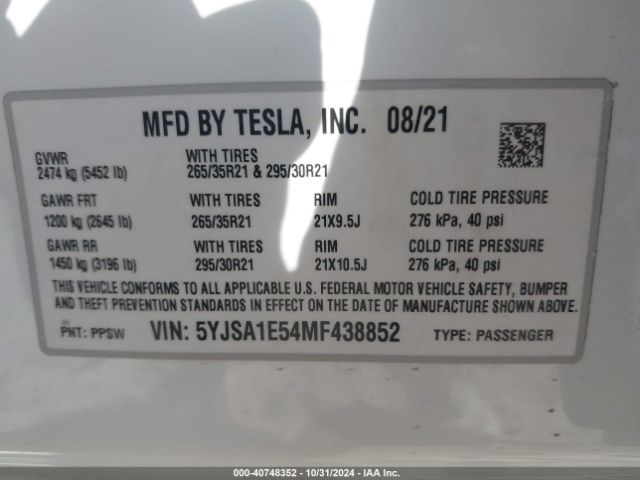 MFD BY TESLA, INC. 08/21
GVWR WITH TIRES
2474 kg (5452 lb) 265/35R21 & 295/30R21
GAWR FRT WITH TIRES RIM COLD TIRE PRESSURE
1200 kg (2645 lb) 265/35R21 21X9.5J 276 kPa, 40 psi
GAWR RR WITH TIRES RIM COLD TIRE PRESSURE
1450 kg (3196 lb) 295/30R21 21X10.5J 276 kPa, 40 psi
THIS VEHICLE CONFORMS TO ALL APPLICABLE U.S. FEDERAL MOTOR VEHICLE SAFETY, BUMPER
AND THEFT PREVENTION STANDARDS IN EFFECT ON THE DATE OF MANUFACTURE SHOWN ABOVE.
PNT: PPSW VIN: 5YJSA1E54MF438852 TYPE: PASSENGER
000-40748352 - 10/31/2024 - IAA Inc.